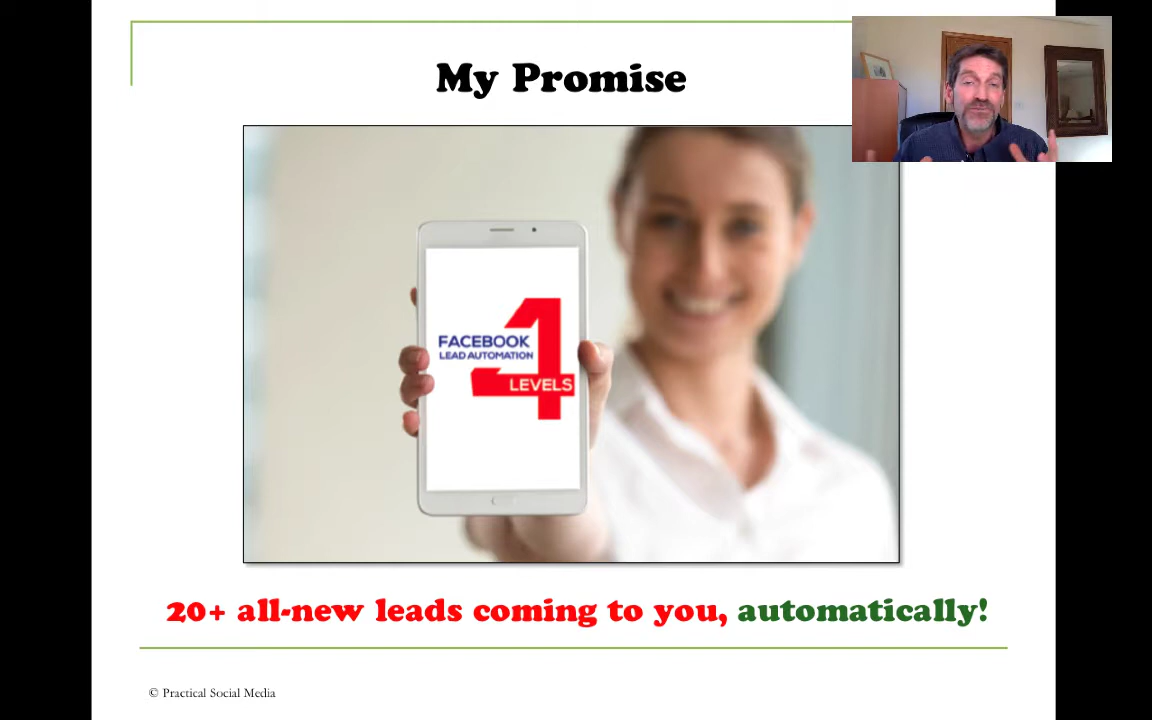 My Promise
FACEBOOK
LEAD AUTOMATION
4
LEVELS
20+ all-new leads coming to you, automatically!
© Practical Social Media